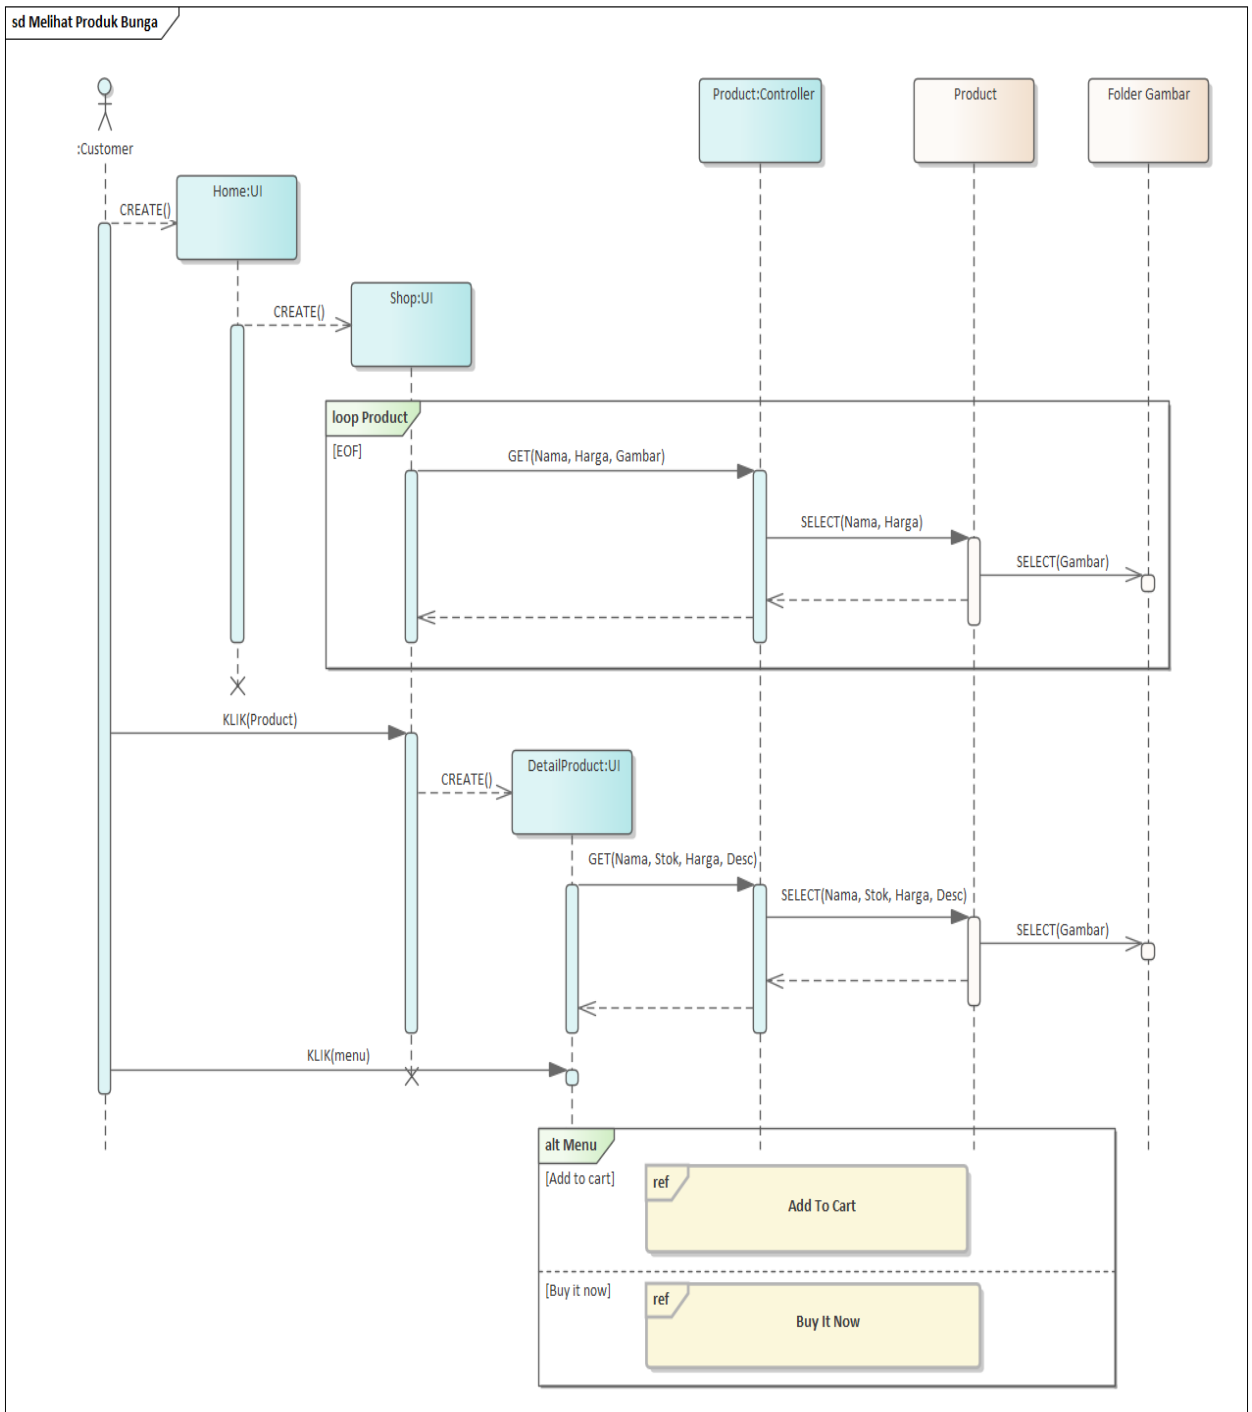 sd Melihat Produk Bunga
:Customer
Product:Controller
Product
Folder Gambar
Home:UI
CREATE()
Shop:UI
CREATE()
loop Product
[EOF]
GET(Nama, Harga, Gambar)
SELECT(Nama, Harga)
SELECT(Gambar)
KLIK(Product)
DetailProduct:UI
CREATE()
GET(Nama, Stok, Harga, Desc)
SELECT(Nama, Stok, Harga, Desc)
SELECT(Gambar)
KLIK(menu)
alt Menu
[Add to cart]
ref
Add To Cart
[Buy it now]
ref
Buy It Now